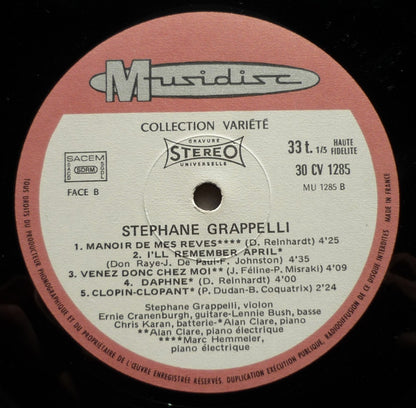 Musidisc
COLLECTION VARIÉTÉ
GRAVURE
STEREO
UNIVERSELLE
33 t. 1/3 HAUTE FIDELITE
30 CV 1285
MU 1285 B
SACEM
SDRM
FACE B
STEPHANE GRAPPELLI
1. MANOIR DE MES REVES**** (D. Reinhardt) 4'25
2. I'LL REMEMBER APRIL*
(Don Raye-J. De Paul-P. Johnston) 4'35
3. VENEZ DONC CHEZ MOI** (J. Féline-P. Misraki) 4'09
4. DAPHNE* (D. Reinhardt) 4'00
5. CLOPIN-CLOPANT* (P. Dudan-B. Coquatrix) 2'24
Stephane Grapelli, violon
Ernie Cranenburgh, guitare-Lennie Bush, basse
Chris Karan, batterie-*Alan Clare, piano
**Alan Clare, piano électrique
****Marc Hemmeler,
piano électrique
TOUS DROITS DU PRODUCTEUR PHONOGRAPHIQUE ET DU PROPRIÉTAIRE DE L'ŒUVRE ENREGISTRÉE RÉSERVÉS. DUPLICATION EXÉCUTION PUBLIQUE, RADIODIFFUSION DE CE DISQUE INTERDITES
MADE IN FRANCE